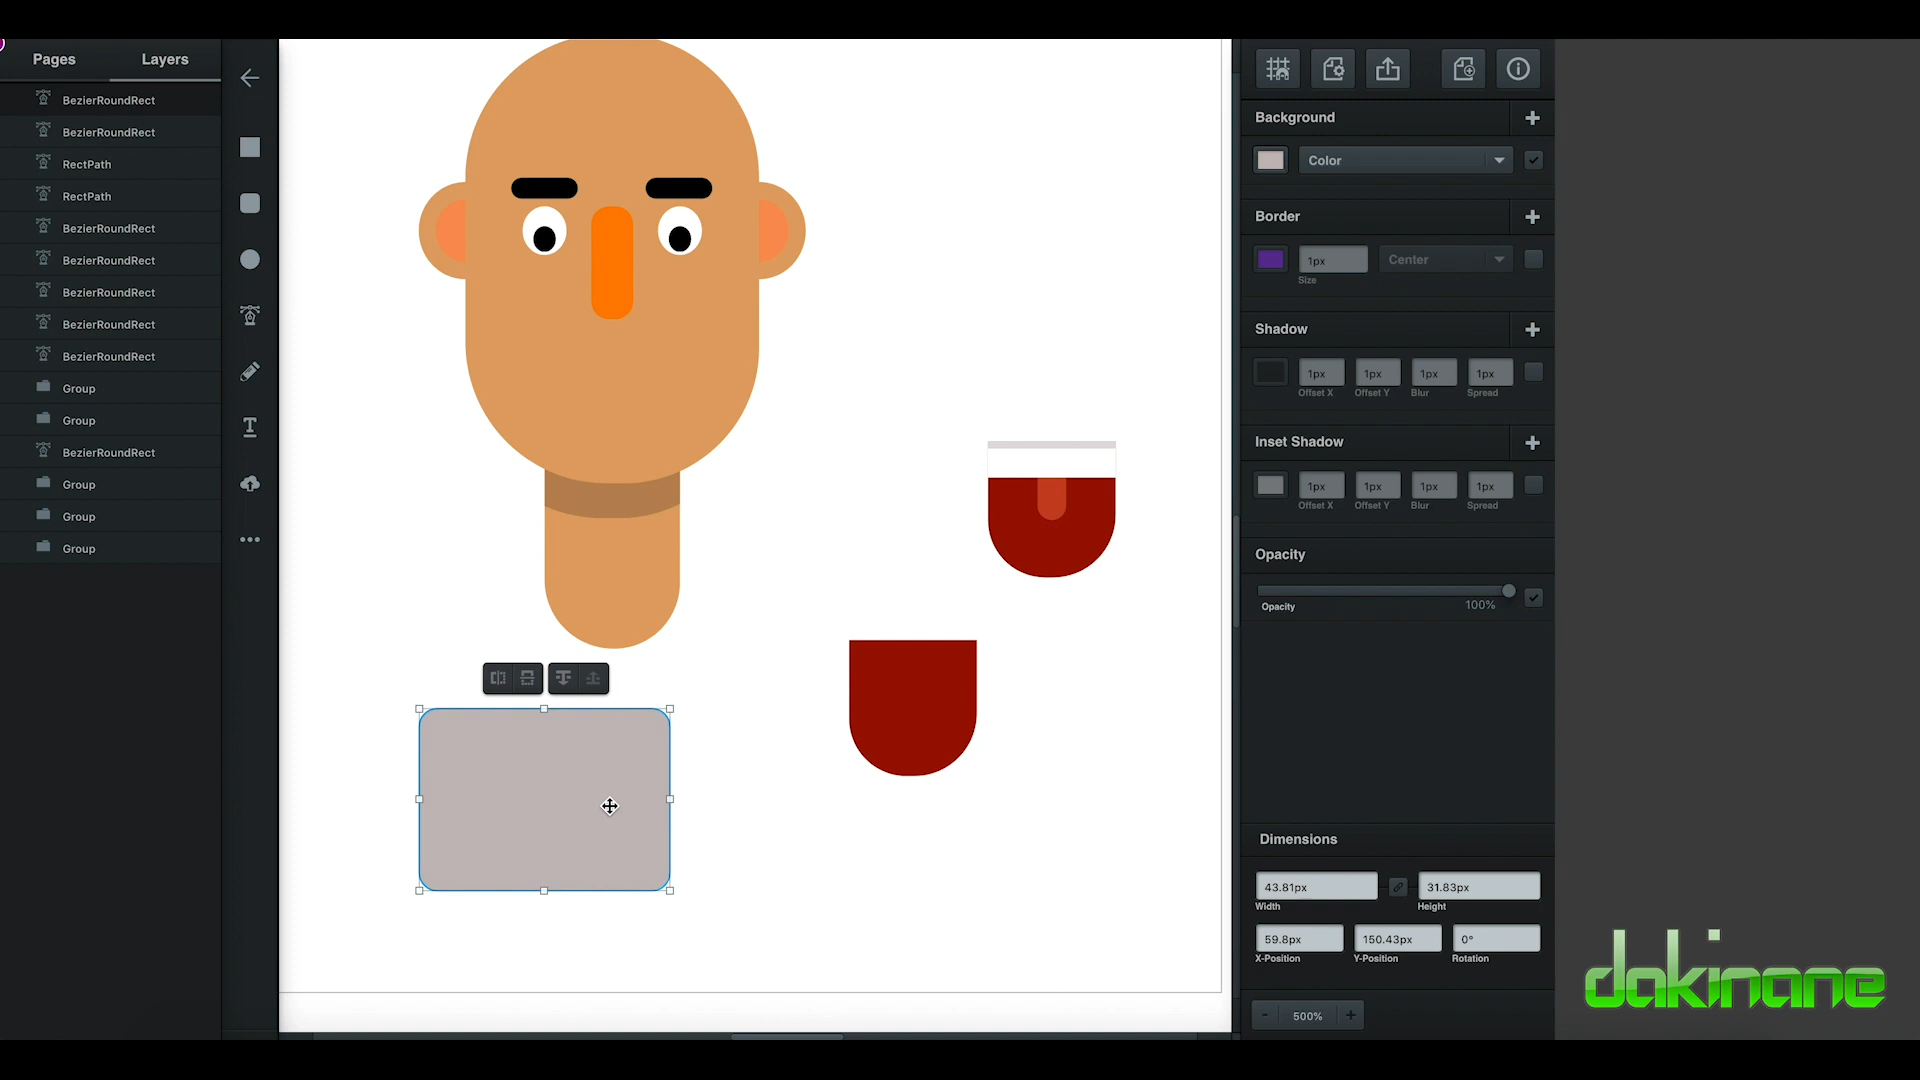 Pages Layers
BezierRoundRect
BezierRoundRect
RectPath
RectPath
BezierRoundRect
BezierRoundRect
BezierRoundRect
BezierRoundRect
BezierRoundRect
Group
Group
BezierRoundRect
Group
Group
Group
Background
Color
Border
1px Center
Size
Shadow
1px 1px 1px 1px
Offset X Offset Y Blur Spread
Inset Shadow
1px 1px 1px 1px
Offset X Offset Y Blur Spread
Opacity
Opacity 100%
Dimensions
43.81px 31.83px
Width Height
59.8px 150.43px 0°
X-Position Y-Position Rotation
- 500% +
dakinane